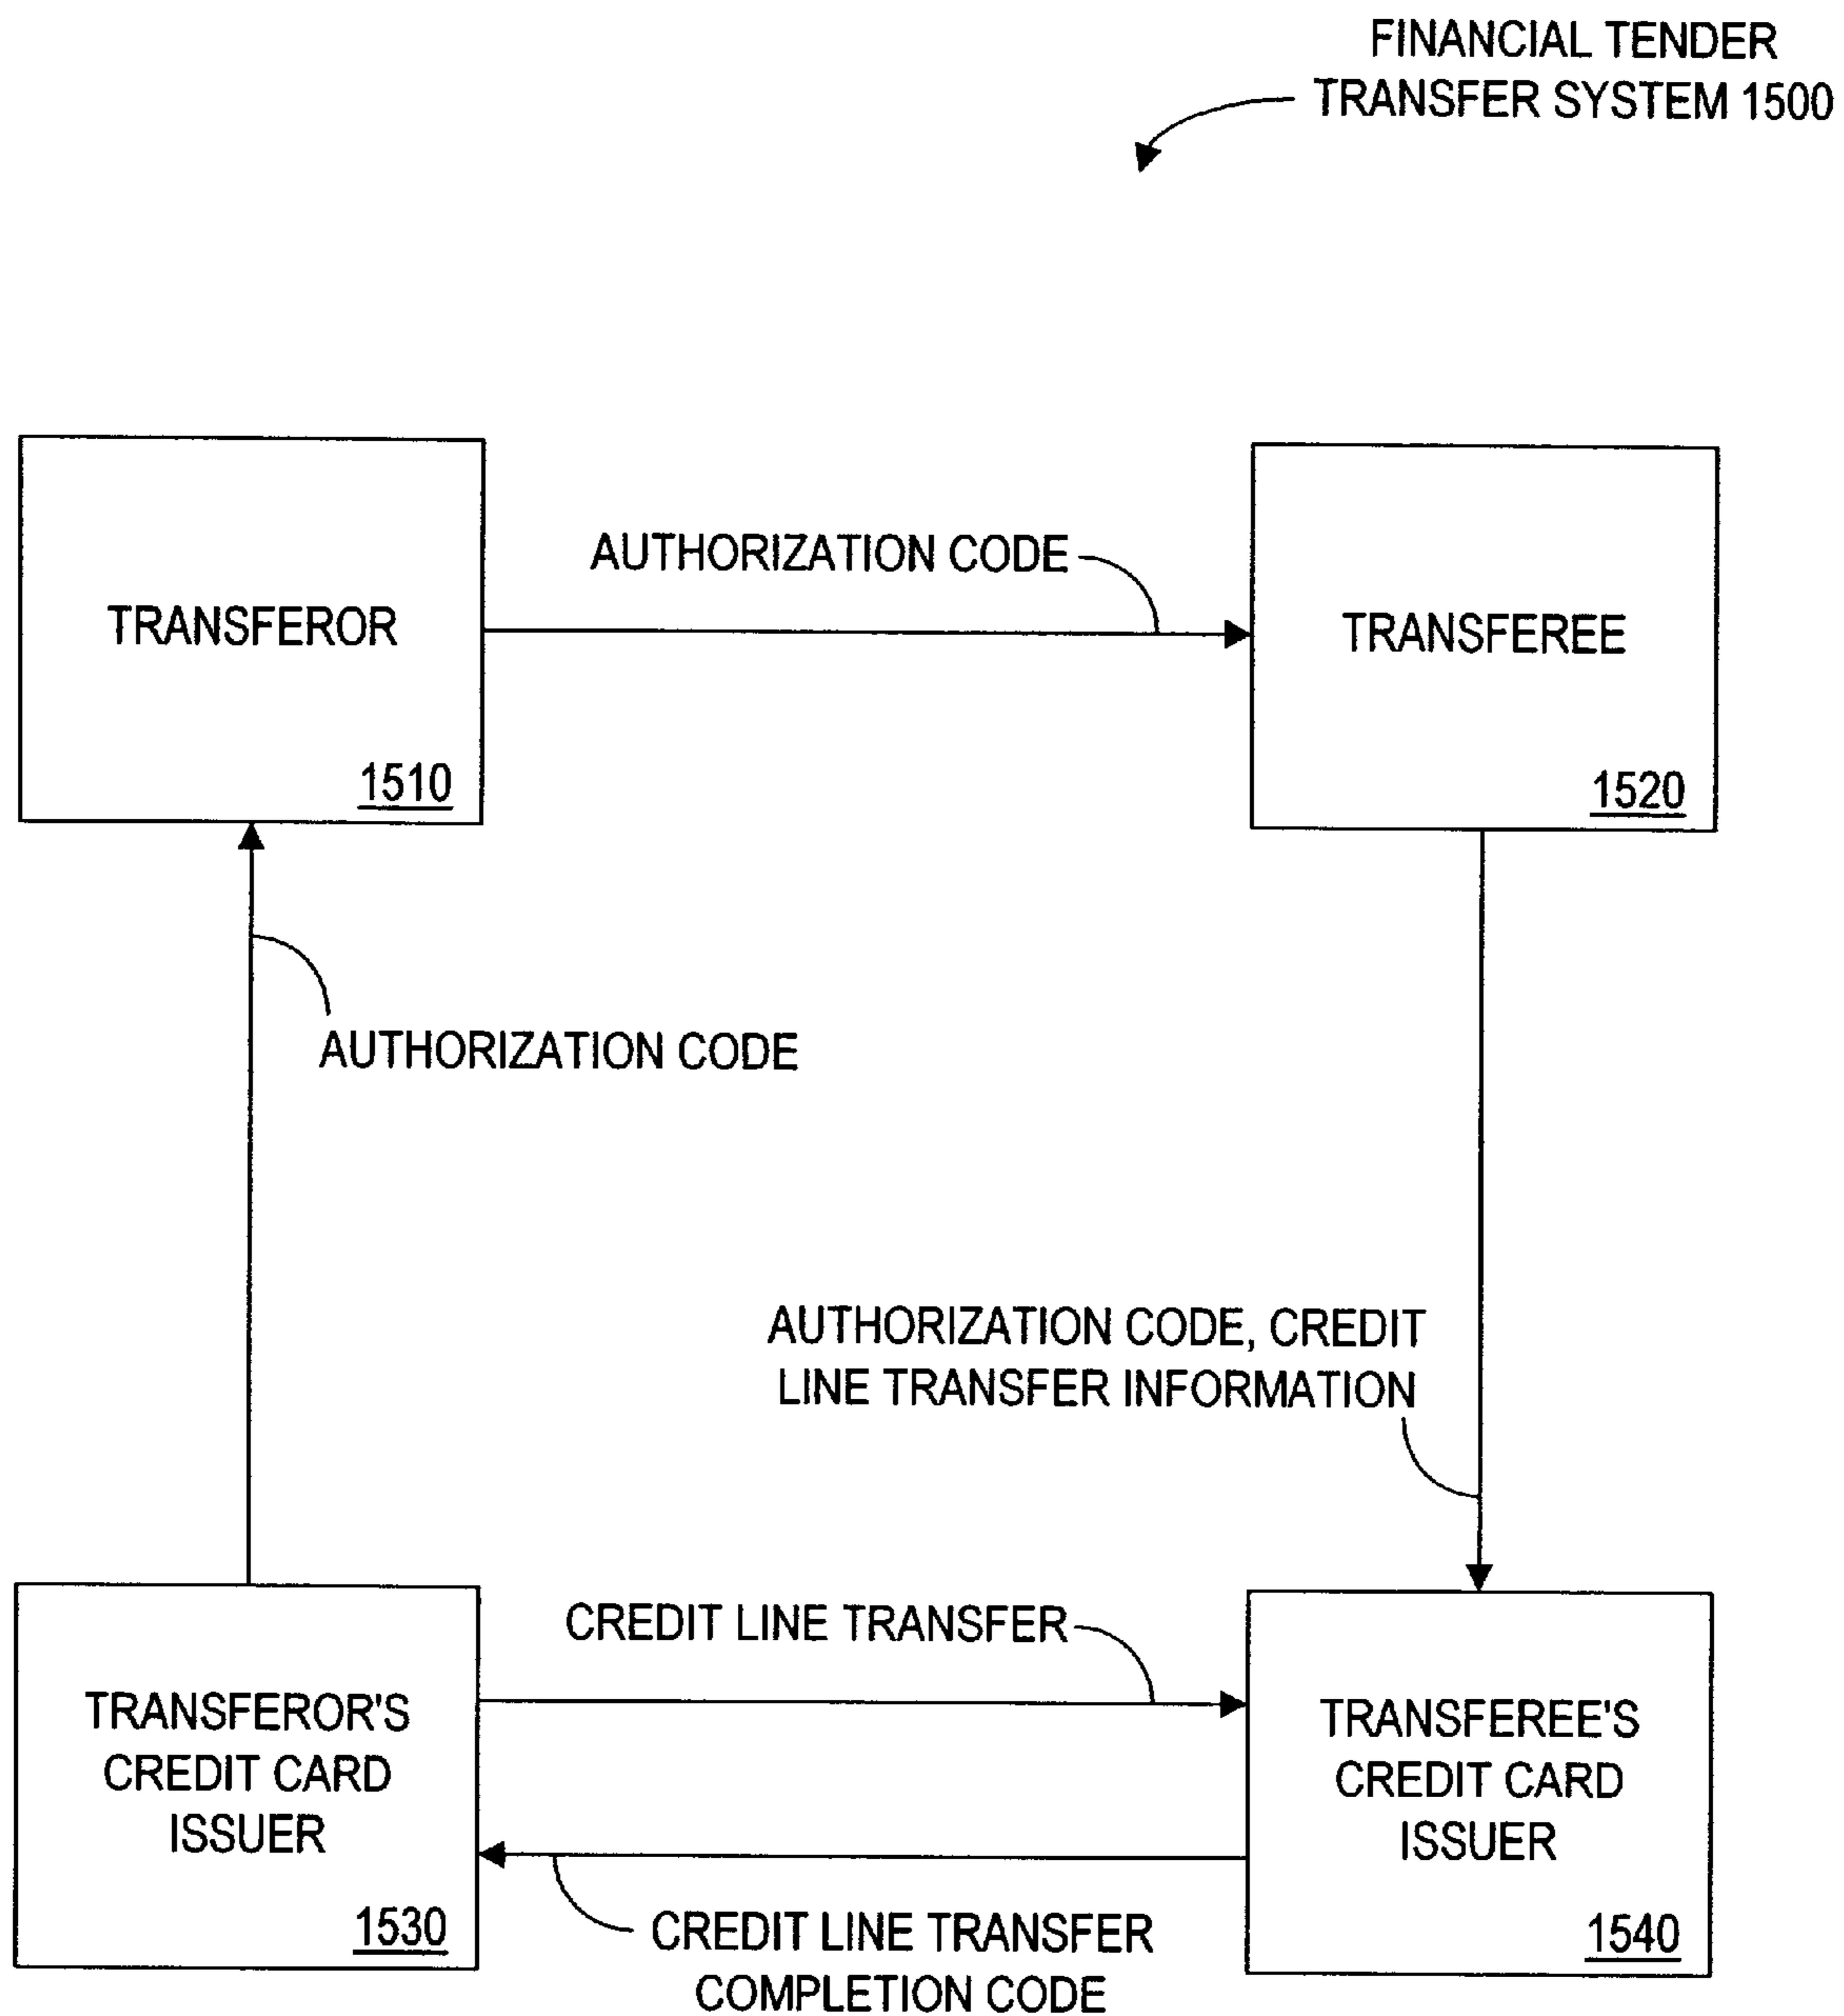 FINANCIAL TENDER
TRANSFER SYSTEM 1500
AUTHORIZATION CODE
TRANSFEROR
1510
TRANSFEREE
1520
AUTHORIZATION CODE
AUTHORIZATION CODE, CREDIT
LINE TRANSFER INFORMATION
CREDIT LINE TRANSFER
TRANSFEROR'S
CREDIT CARD
ISSUER
1530
TRANSFEREE'S
CREDIT CARD
ISSUER
1540
CREDIT LINE TRANSFER
COMPLETION CODE